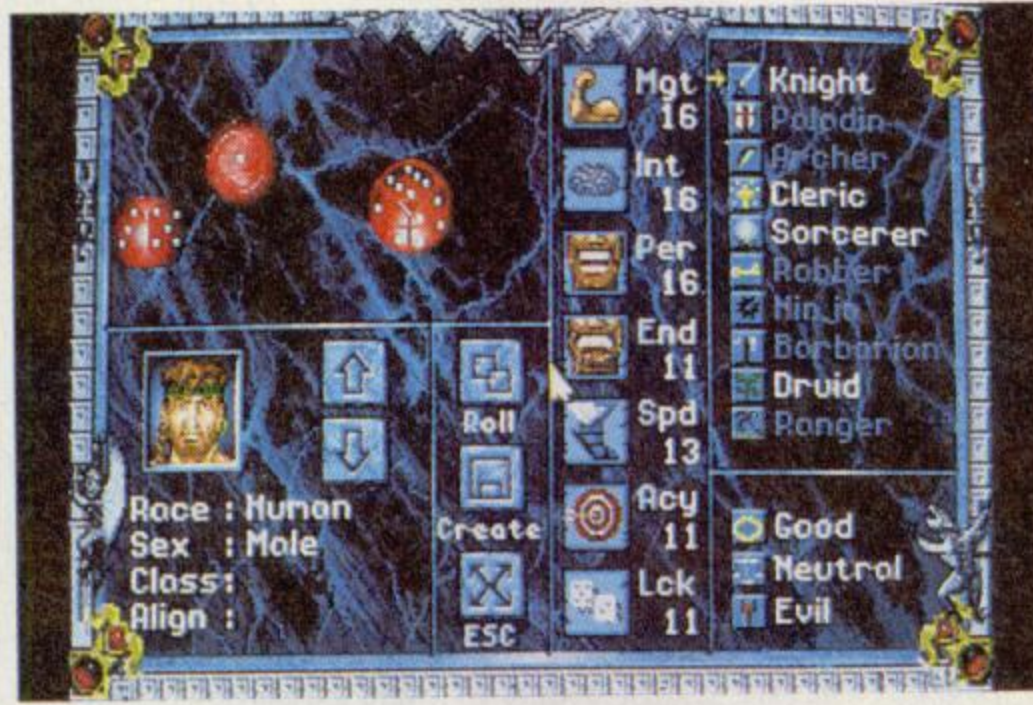 Mgt
16
Int
16
Per
16
End
11
Spd
13
Acy
11
Lck
11
Knight
Paladin
Archer
Cleric
Sorcerer
Robber
Ninja
Barbarian
Druid
Ranger
Good
Neutral
Evil
Roll
Create
ESC
Race : Human
Sex : Male
Class:
Align :